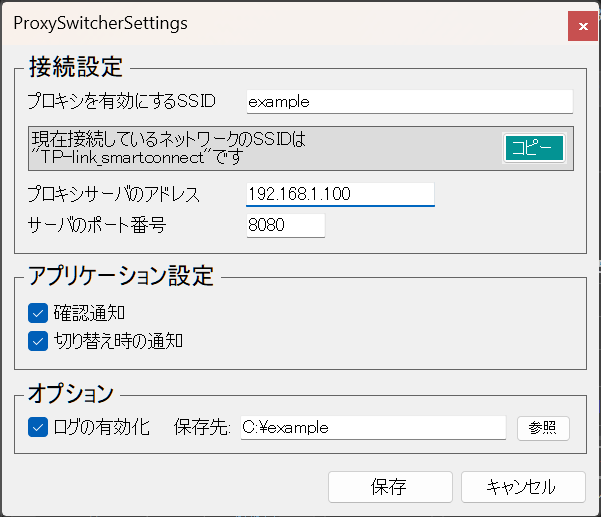 ProxySwitcherSettings
接続設定
プロキシを有効にするSSID example
現在接続しているネットワークのSSIDは
"TP-link_smartconnect"です
コピー
プロキシサーバのアドレス 192.168.1.100
サーバのポート番号 8080
アプリケーション設定
確認通知
切り替え時の通知
オプション
ログの有効化 保存先: C:¥example 参照
保存 キャンセル